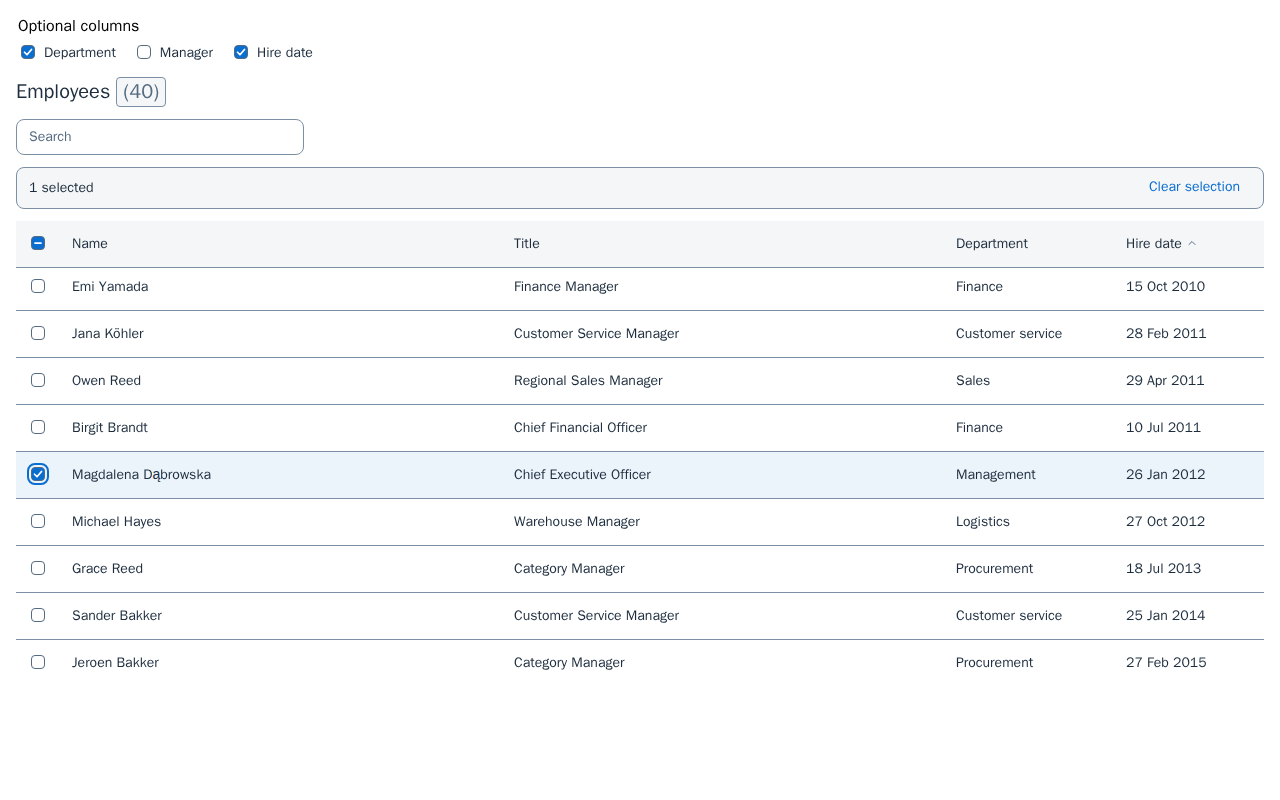 Optional columns
Department Manager Hire date
Employees (40)
Search
1 selected Clear selection
Name Title Department Hire date
Emi Yamada Finance Manager Finance 15 Oct 2010
Jana Köhler Customer Service Manager Customer service 28 Feb 2011
Owen Reed Regional Sales Manager Sales 29 Apr 2011
Birgit Brandt Chief Financial Officer Finance 10 Jul 2011
Magdalena Dąbrowska Chief Executive Officer Management 26 Jan 2012
Michael Hayes Warehouse Manager Logistics 27 Oct 2012
Grace Reed Category Manager Procurement 18 Jul 2013
Sander Bakker Customer Service Manager Customer service 25 Jan 2014
Jeroen Bakker Category Manager Procurement 27 Feb 2015